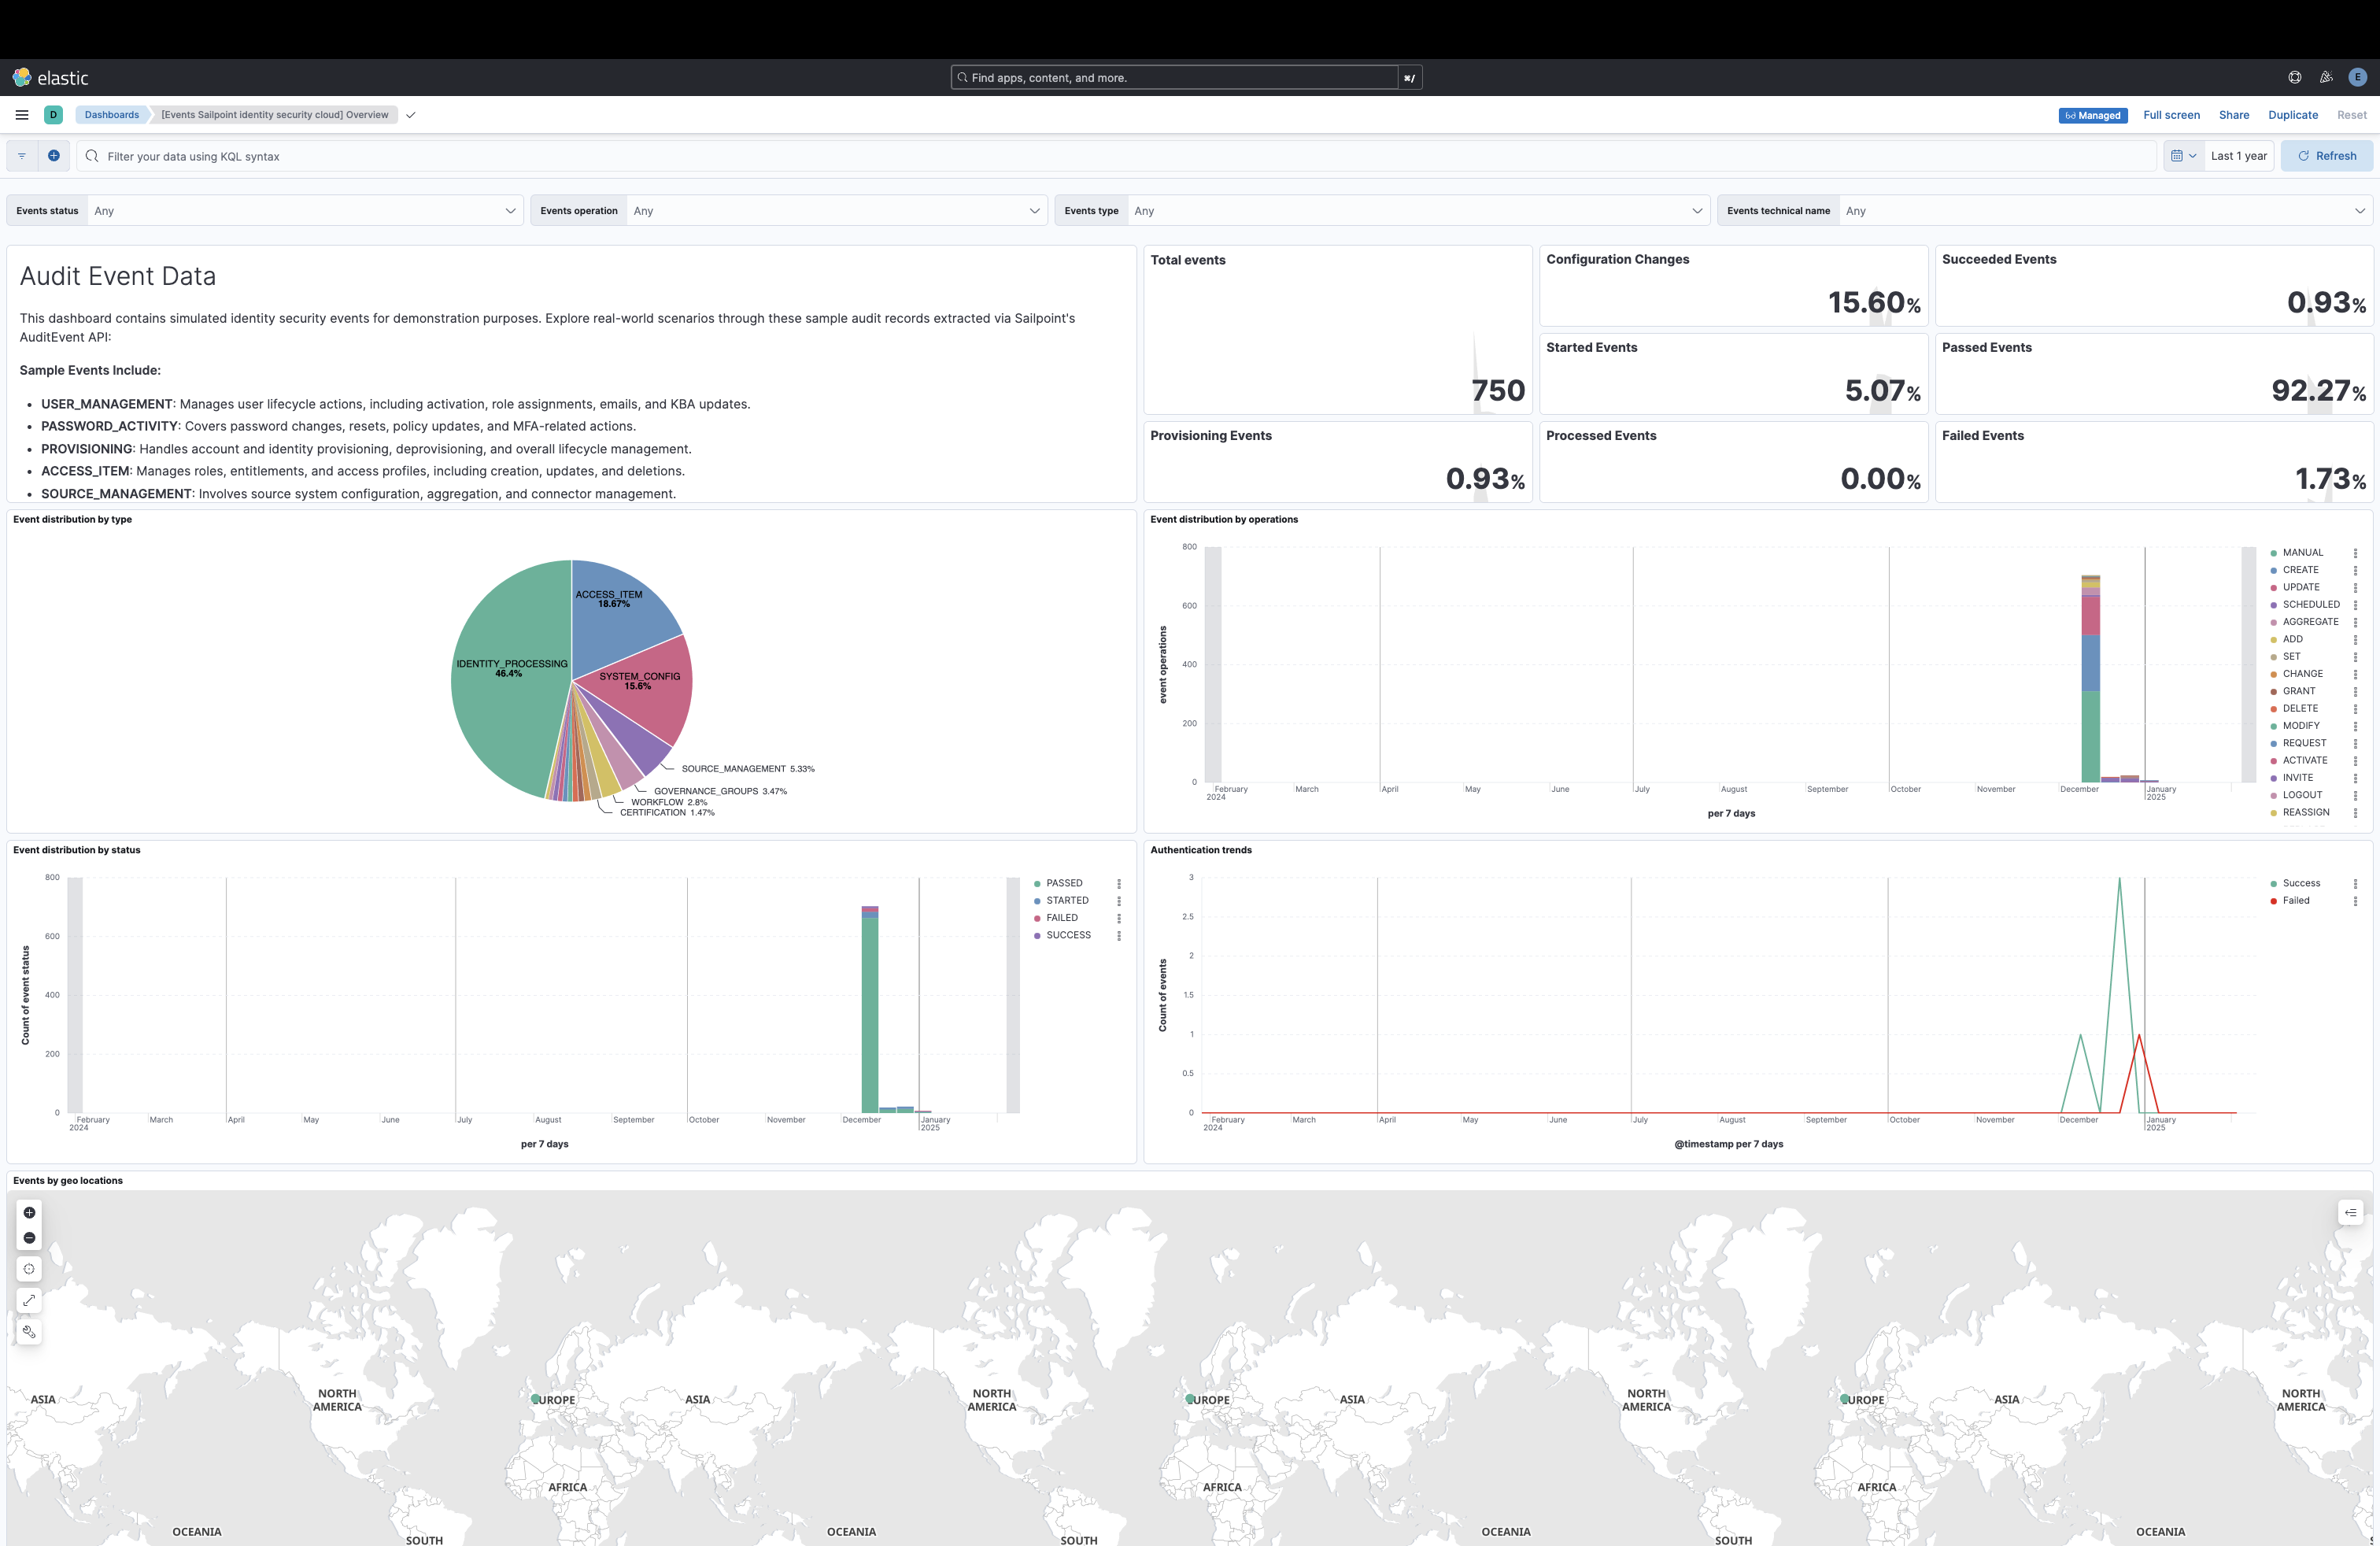 elastic
Find apps, content, and more.
⌘/
E
D
Dashboards
[Events Sailpoint identity security cloud] Overview
Managed
Full screen
Share
Duplicate
Reset
Filter your data using KQL syntax
Last 1 year
Refresh
Events status
Any
Events operation
Any
Events type
Any
Events technical name
Any
Audit Event Data
This dashboard contains simulated identity security events for demonstration purposes. Explore real-world scenarios through these sample audit records extracted via Sailpoint's
AuditEvent API:
Sample Events Include:
• USER_MANAGEMENT: Manages user lifecycle actions, including activation, role assignments, emails, and KBA updates.
• PASSWORD_ACTIVITY: Covers password changes, resets, policy updates, and MFA-related actions.
• PROVISIONING: Handles account and identity provisioning, deprovisioning, and overall lifecycle management.
• ACCESS_ITEM: Manages roles, entitlements, and access profiles, including creation, updates, and deletions.
• SOURCE_MANAGEMENT: Involves source system configuration, aggregation, and connector management.
Total events
750
Configuration Changes
15.60%
Succeeded Events
0.93%
Started Events
5.07%
Passed Events
92.27%
Provisioning Events
0.93%
Processed Events
0.00%
Failed Events
1.73%
Event distribution by type
ACCESS_ITEM
18.67%
IDENTITY_PROCESSING
46.4%
SYSTEM_CONFIG
15.6%
SOURCE_MANAGEMENT 5.33%
GOVERNANCE_GROUPS 3.47%
WORKFLOW 2.8%
CERTIFICATION 1.47%
Event distribution by operations
event operations
800
600
400
200
0
February
2024
March
April
May
June
July
August
September
October
November
December
January
2025
per 7 days
MANUAL
CREATE
UPDATE
SCHEDULED
AGGREGATE
ADD
SET
CHANGE
GRANT
DELETE
MODIFY
REQUEST
ACTIVATE
INVITE
LOGOUT
REASSIGN
Event distribution by status
Count of event status
800
600
400
200
0
February
2024
March
April
May
June
July
August
September
October
November
December
January
2025
per 7 days
PASSED
STARTED
FAILED
SUCCESS
Authentication trends
Count of events
3
2.5
2
1.5
1
0.5
0
February
2024
March
April
May
June
July
August
September
October
November
December
January
2025
@timestamp per 7 days
Success
Failed
Events by geo locations
ASIA
NORTH
AMERICA
EUROPE
ASIA
NORTH
AMERICA
EUROPE
ASIA
NORTH
AMERICA
EUROPE
ASIA
NORTH
AMERICA
AFRICA
AFRICA
AFRICA
OCEANIA
SOUTH
OCEANIA
SOUTH
OCEANIA
SOUTH
OCEANIA